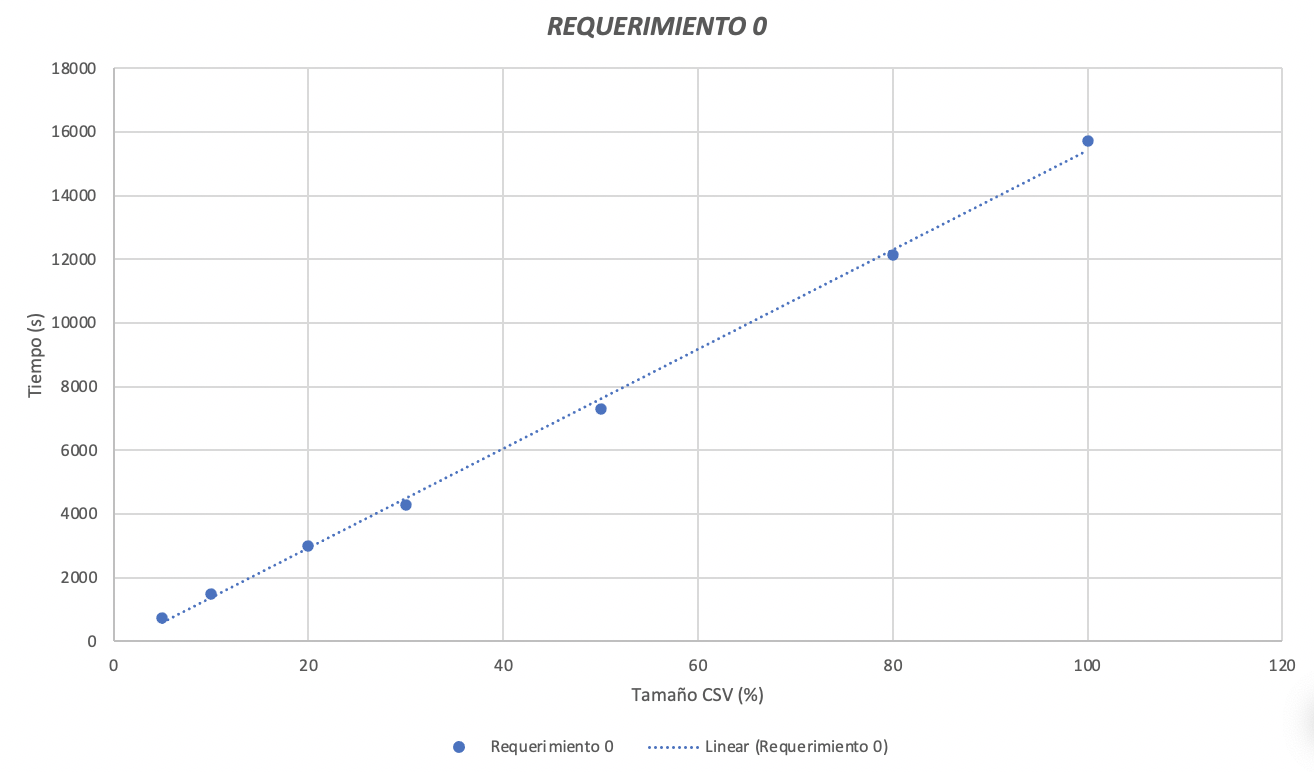 REQUERIMIENTO 0
18000
16000
14000
12000
10000
8000
6000
4000
2000
0
Tiempo (s)
0 20 40 60 80 100 120
Tamaño CSV (%)
Requerimiento 0 Linear (Requerimiento 0)